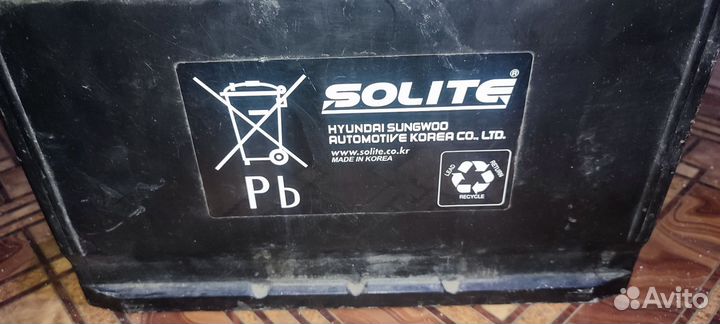 SOLITE®
HYUNDAI SUNGWOO
AUTOMOTIVE KOREA CO., LTD.
www.solite.co.kr
MADE IN KOREA
Pb
LEAD
RETURN
RECYCLE
Avito